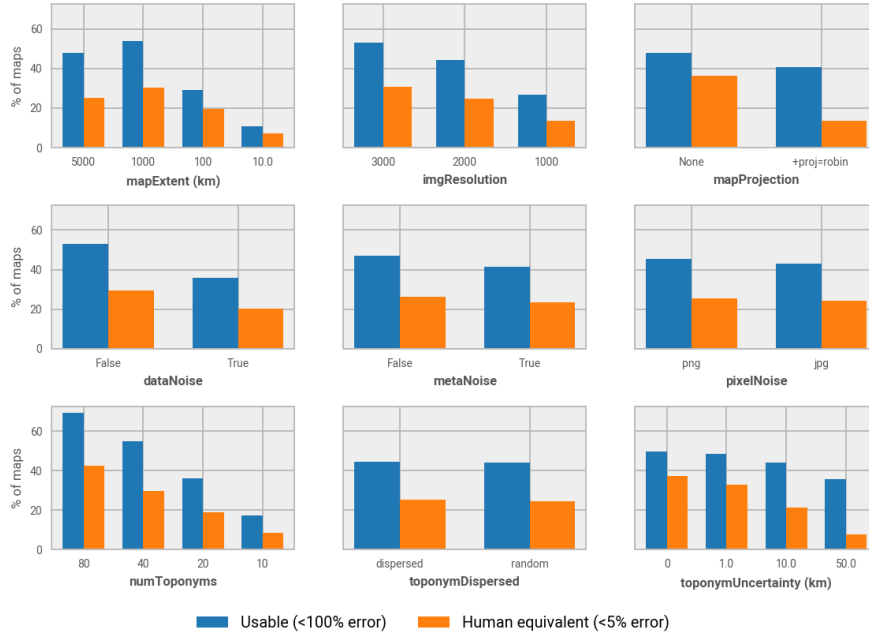 60
40
20
0
% of maps
5000 1000 100 10.0
mapExtent (km)
3000 2000 1000
imgResolution
None +proj=robin
mapProjection
60
40
20
0
% of maps
False True
dataNoise
False True
metaNoise
png jpg
pixelNoise
60
40
20
0
% of maps
80 40 20 10
numToponyms
dispersed random
toponymDispersed
0 1.0 10.0 50.0
toponymUncertainty (km)
Usable (<100% error) Human equivalent (<5% error)